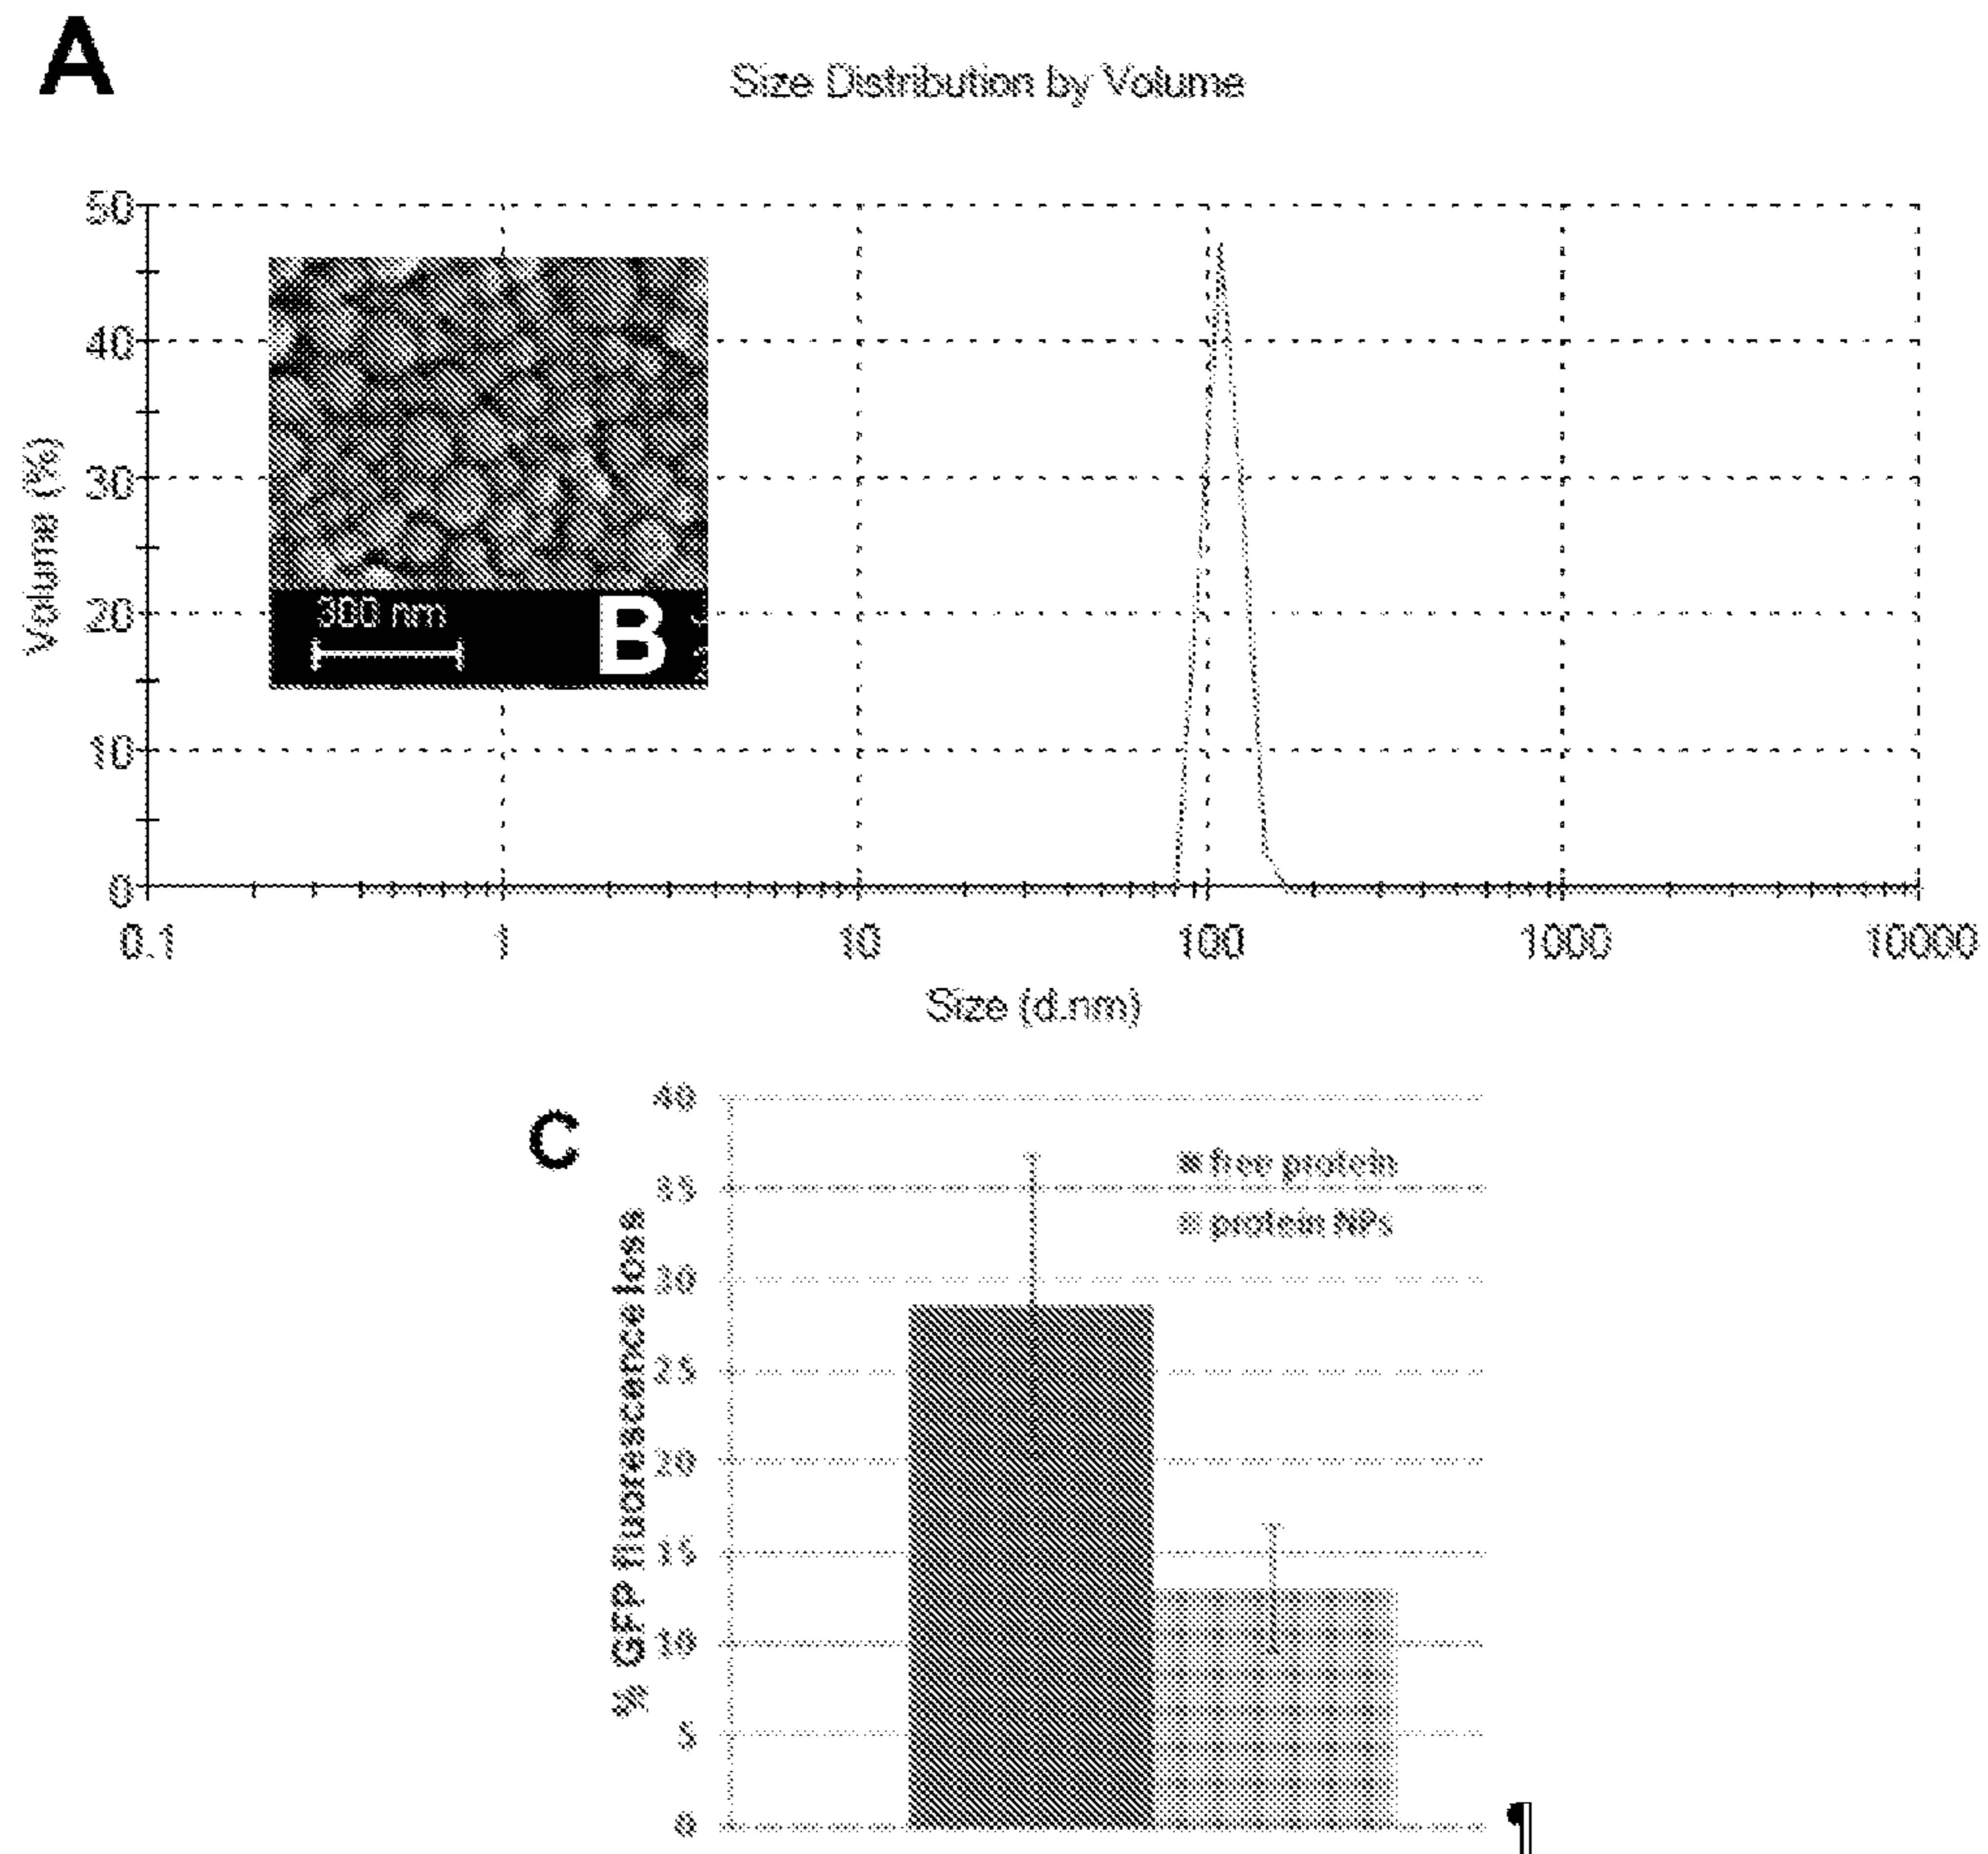 A
Size Distribution by Volume
Volume (%)
50
40
30
20
10
0
300 nm
B
0.1 1 10 100 1000 10000
Size (d.nm)
C
% GFP fluorescence loss
40
35
30
25
20
15
10
5
0
free protein
protein NPs
¶